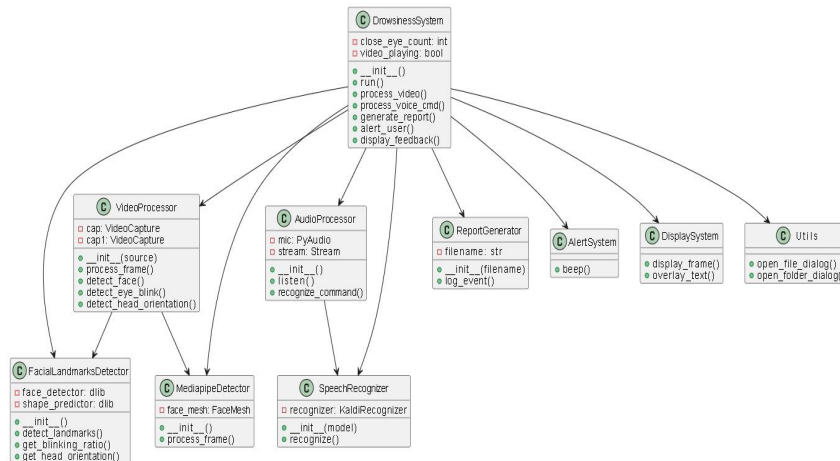 C DrowsinessSystem
close_eye_count: int
video_playing: bool
__init__()
run()
process_video()
process_voice_cmd()
generate_report()
alert_user()
display_feedback()
C VideoProcessor
cap: VideoCapture
cap1: VideoCapture
__init__(source)
process_frame()
detect_face()
detect_eye_blink()
detect_head_orientation()
C AudioProcessor
mic: PyAudio
stream: Stream
__init__()
listen()
recognize_command()
C ReportGenerator
filename: str
__init__(filename)
log_event()
C AlertSystem
beep()
C DisplaySystem
display_frame()
overlay_text()
C Utils
open_file_dialog()
open_folder_dialog()
C FacialLandmarksDetector
face_detector: dlib
shape_predictor: dlib
__init__()
detect_landmarks()
get_blinking_ratio()
get_head_orientation()
C MediapipeDetector
face_mesh: FaceMesh
__init__()
process_frame()
C SpeechRecognizer
recognizer: KaldiRecognizer
__init__(model)
recognize()